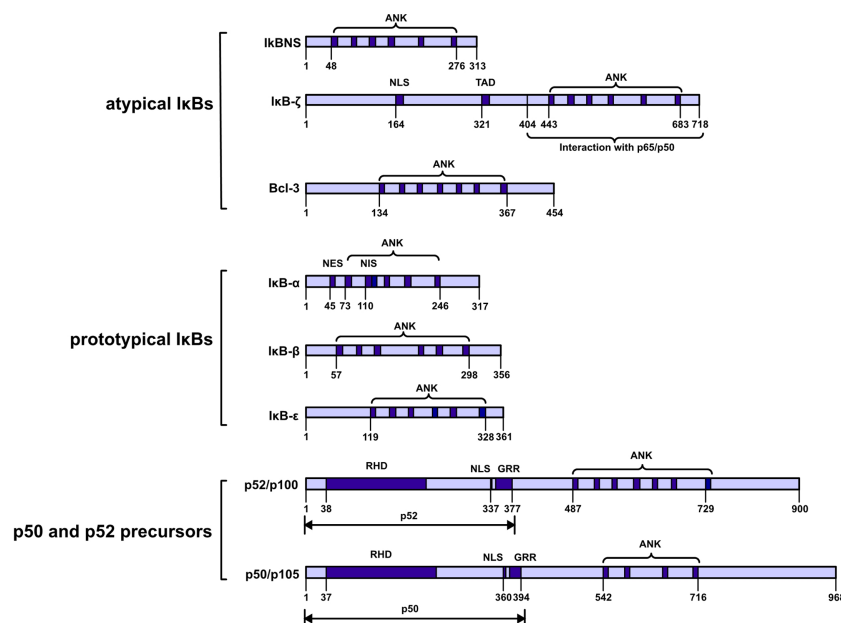 ANK
IkBNS
1 48 276 313
NLS TAD ANK
atypical IκBs
IκB-ζ
1 164 321 404 443 683 718
Interaction with p65/p50
ANK
Bcl-3
1 134 367 454
ANK
NES NIS
IκB-α
1 45 73 110 246 317
ANK
prototypical IκBs
IκB-β
1 57 298 356
ANK
IκB-ε
1 119 328 361
RHD NLS GRR ANK
p52/p100
1 38 337 377 487 729 900
p52
p50 and p52 precursors
RHD NLS GRR ANK
p50/p105
1 37 360 394 542 716 968
p50